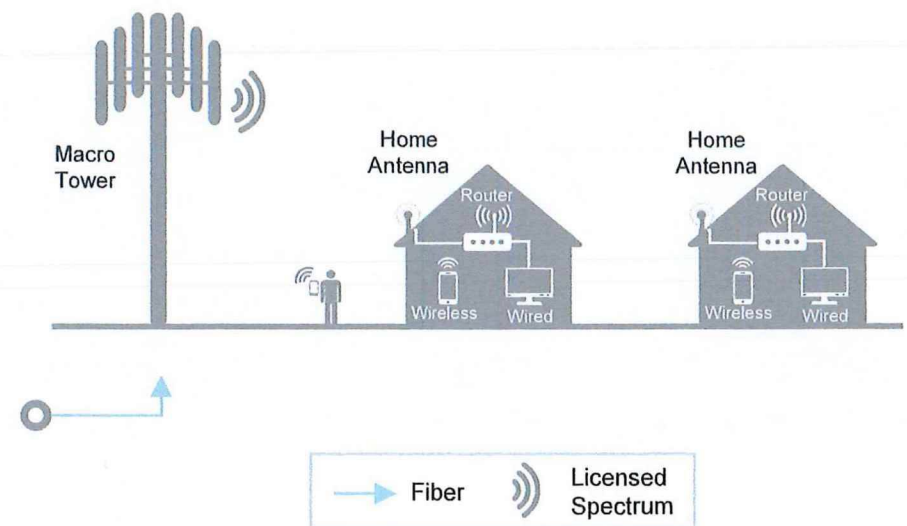 Macro
Tower
Home
Antenna
Router
Wireless
Wired
Home
Antenna
Router
Wireless
Wired
Fiber
Licensed
Spectrum